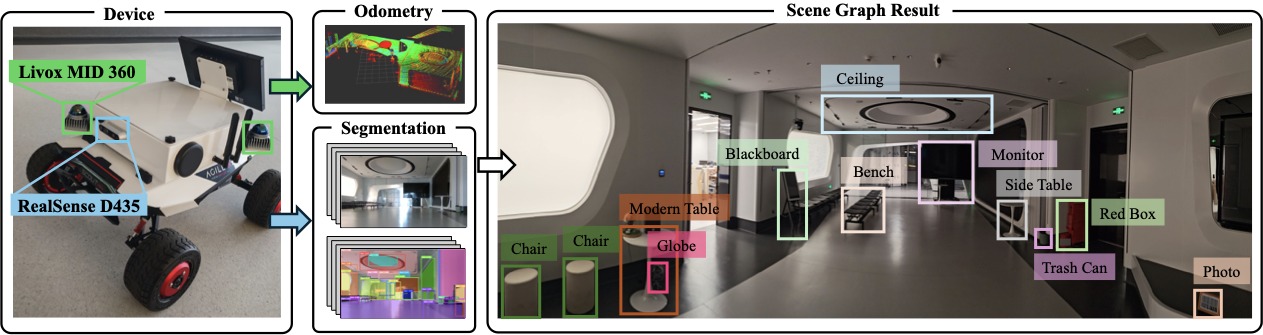 Device
Livox MID 360
RealSense D435
AGILE
Odometry
Segmentation
Scene Graph Result
Ceiling
Blackboard
Bench
Monitor
Side Table
Red Box
Modern Table
Chair
Chair
Globe
Trash Can
Photo